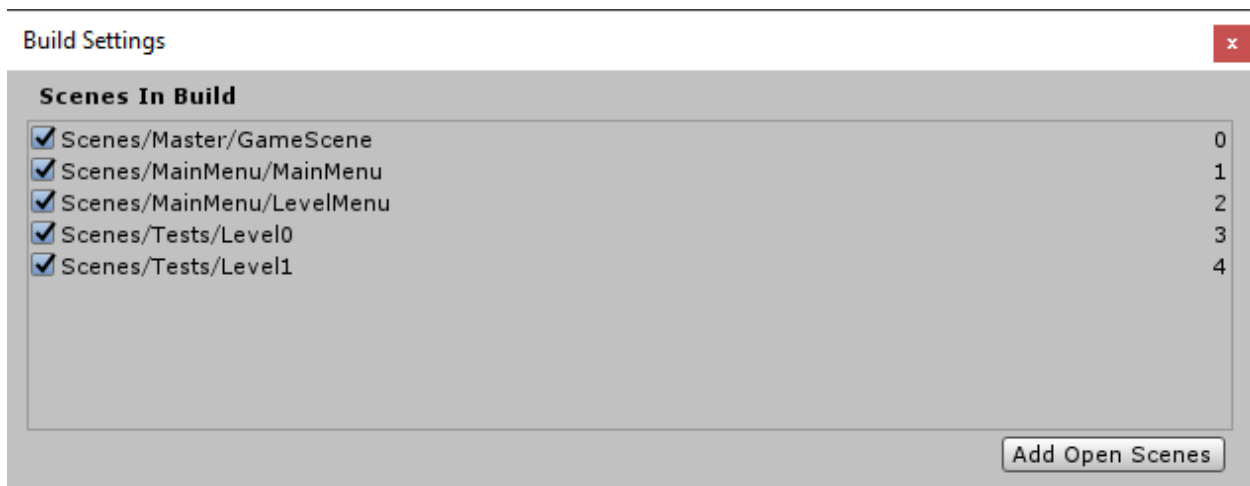 Build Settings
x
Scenes In Build
Scenes/Master/GameScene 0
Scenes/MainMenu/MainMenu 1
Scenes/MainMenu/LevelMenu 2
Scenes/Tests/Level0 3
Scenes/Tests/Level1 4
Add Open Scenes